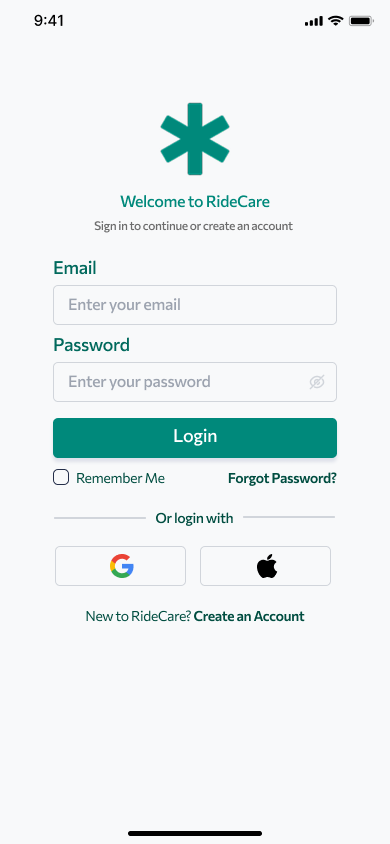 9:41
Welcome to RideCare
Sign in to continue or create an account
Email
Enter your email
Password
Enter your password
Login
Remember Me
Forgot Password?
Or login with
New to RideCare? Create an Account